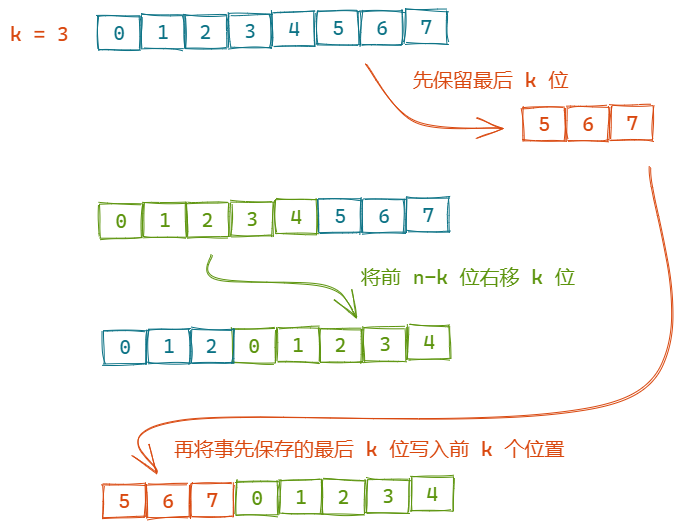 k = 3 0 1 2 3 4 5 6 7
先保留最后 k 位
5 6 7
0 1 2 3 4 5 6 7
将前 n-k 位右移 k 位
0 1 2 0 1 2 3 4
再将事先保存的最后 k 位写入前 k 个位置
5 6 7 0 1 2 3 4